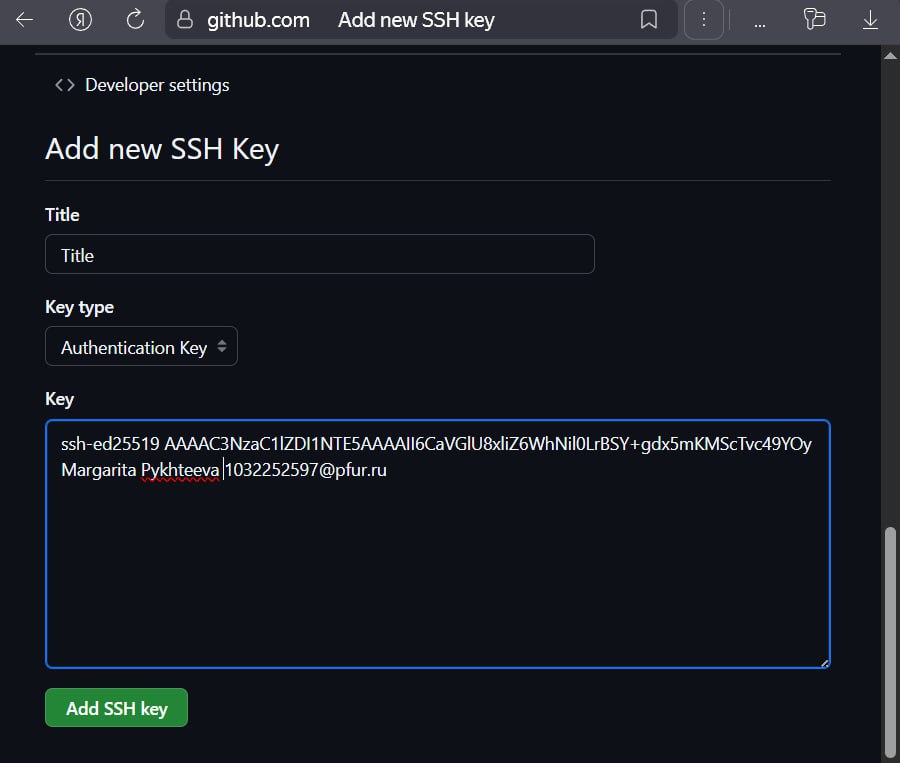 github.com Add new SSH key
Developer settings
Add new SSH Key
Title
Title
Key type
Authentication Key
Key
ssh-ed25519 AAAAC3NzaC1lZDI1NTE5AAAAII6CaVGlU8xliZ6WhNil0LrBSY+gdx5mKMScTvc49YOy
Margarita Pykhteeva 1032252597@pfur.ru
Add SSH key